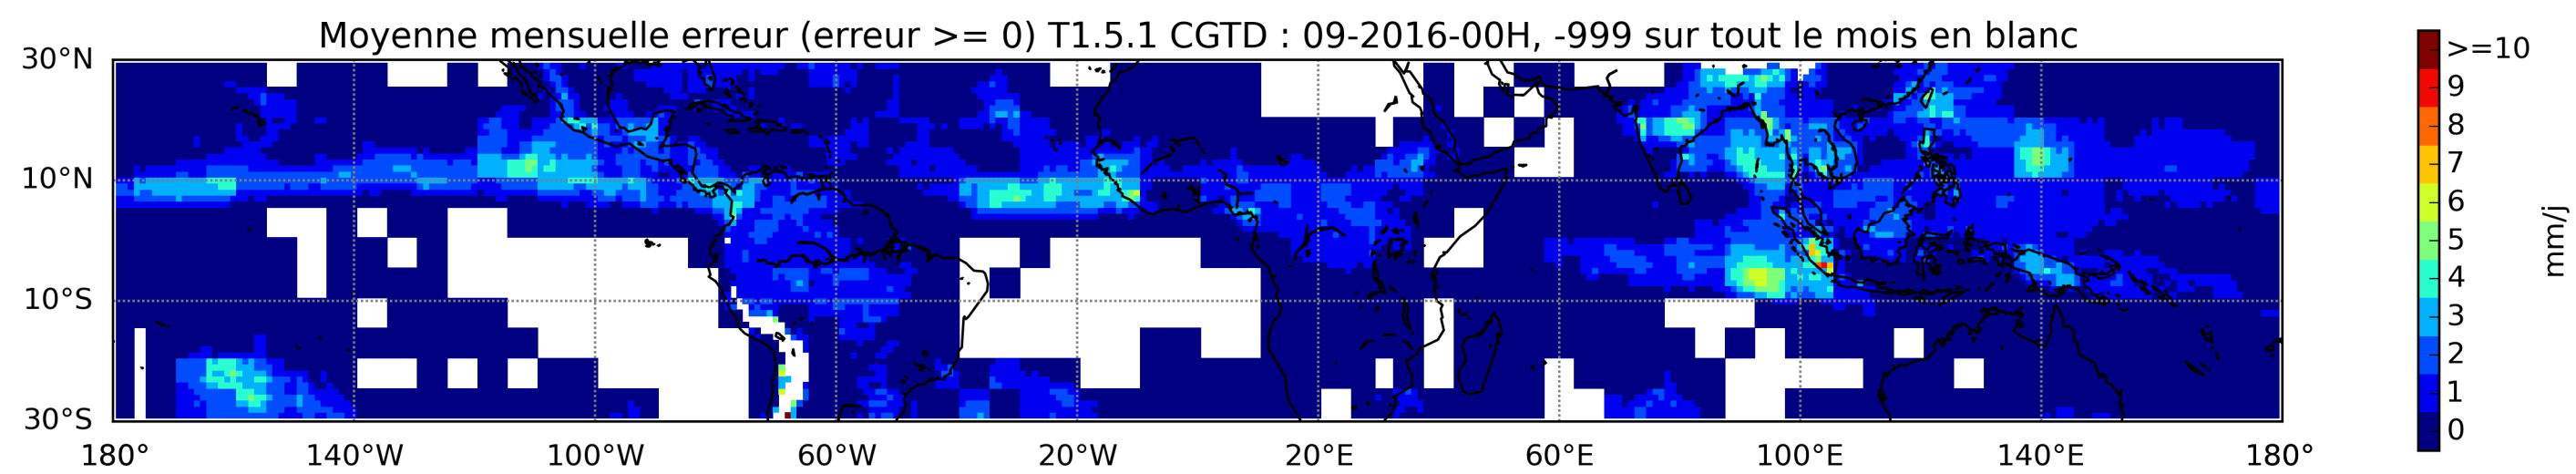 Moyenne mensuelle erreur (erreur >= 0) T1.5.1 CGTD : 09-2016-00H, -999 sur tout le mois en blanc
30°N
10°N
10°S
30°S
180° 140°W 100°W 60°W 20°W 20°E 60°E 100°E 140°E 180°
>=10
9
8
7
6
5
4
3
2
1
0
mm/j